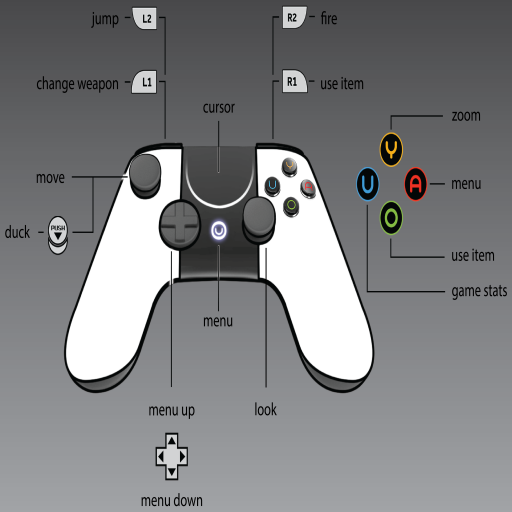 jump L2
R2 fire
change weapon L1
R1 use item
cursor
zoom
Y
move
U A menu
duck PUSH
O
use item
game stats
menu
menu up
look
menu down